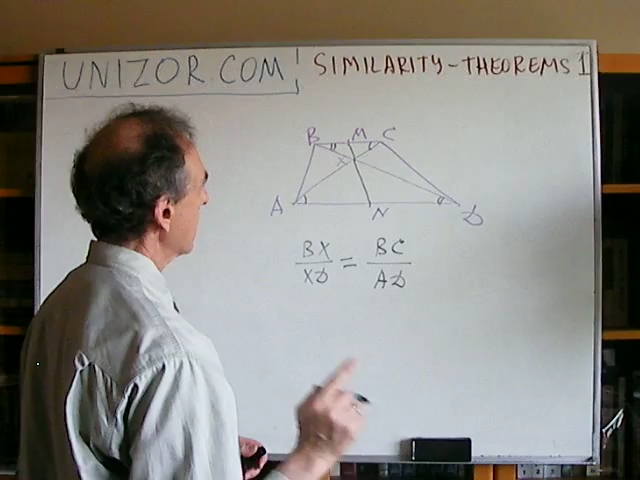 UNIZOR.COM
SIMILARITY-THEOREMS 1
B M C
X
A N D
BX BC
— = —
XD AD